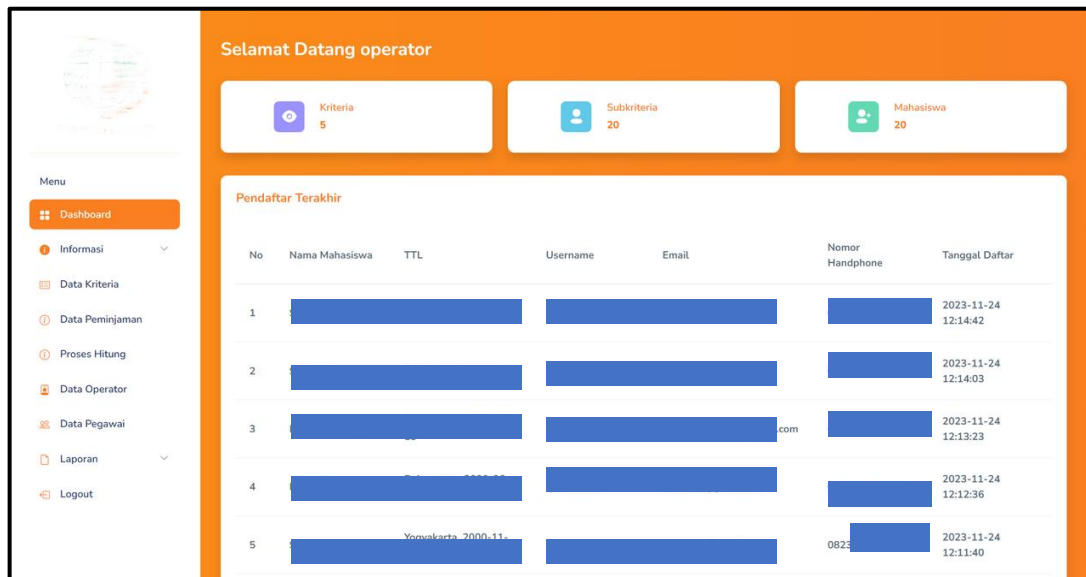 Selamat Datang operator
Kriteria
5
Subkriteria
20
Mahasiswa
20
Menu
Dashboard
Informasi
Data Kriteria
Data Peminjaman
Proses Hitung
Data Operator
Data Pegawai
Laporan
Logout
Pendaftar Terakhir
No Nama Mahasiswa TTL Username Email Nomor Handphone Tanggal Daftar
1 2023-11-24
12:14:42
2 2023-11-24
12:14:03
3 .com 2023-11-24
12:13:23
4 2023-11-24
12:12:36
5 Yogyakarta, 2000-11- 0823 2023-11-24
12:11:40